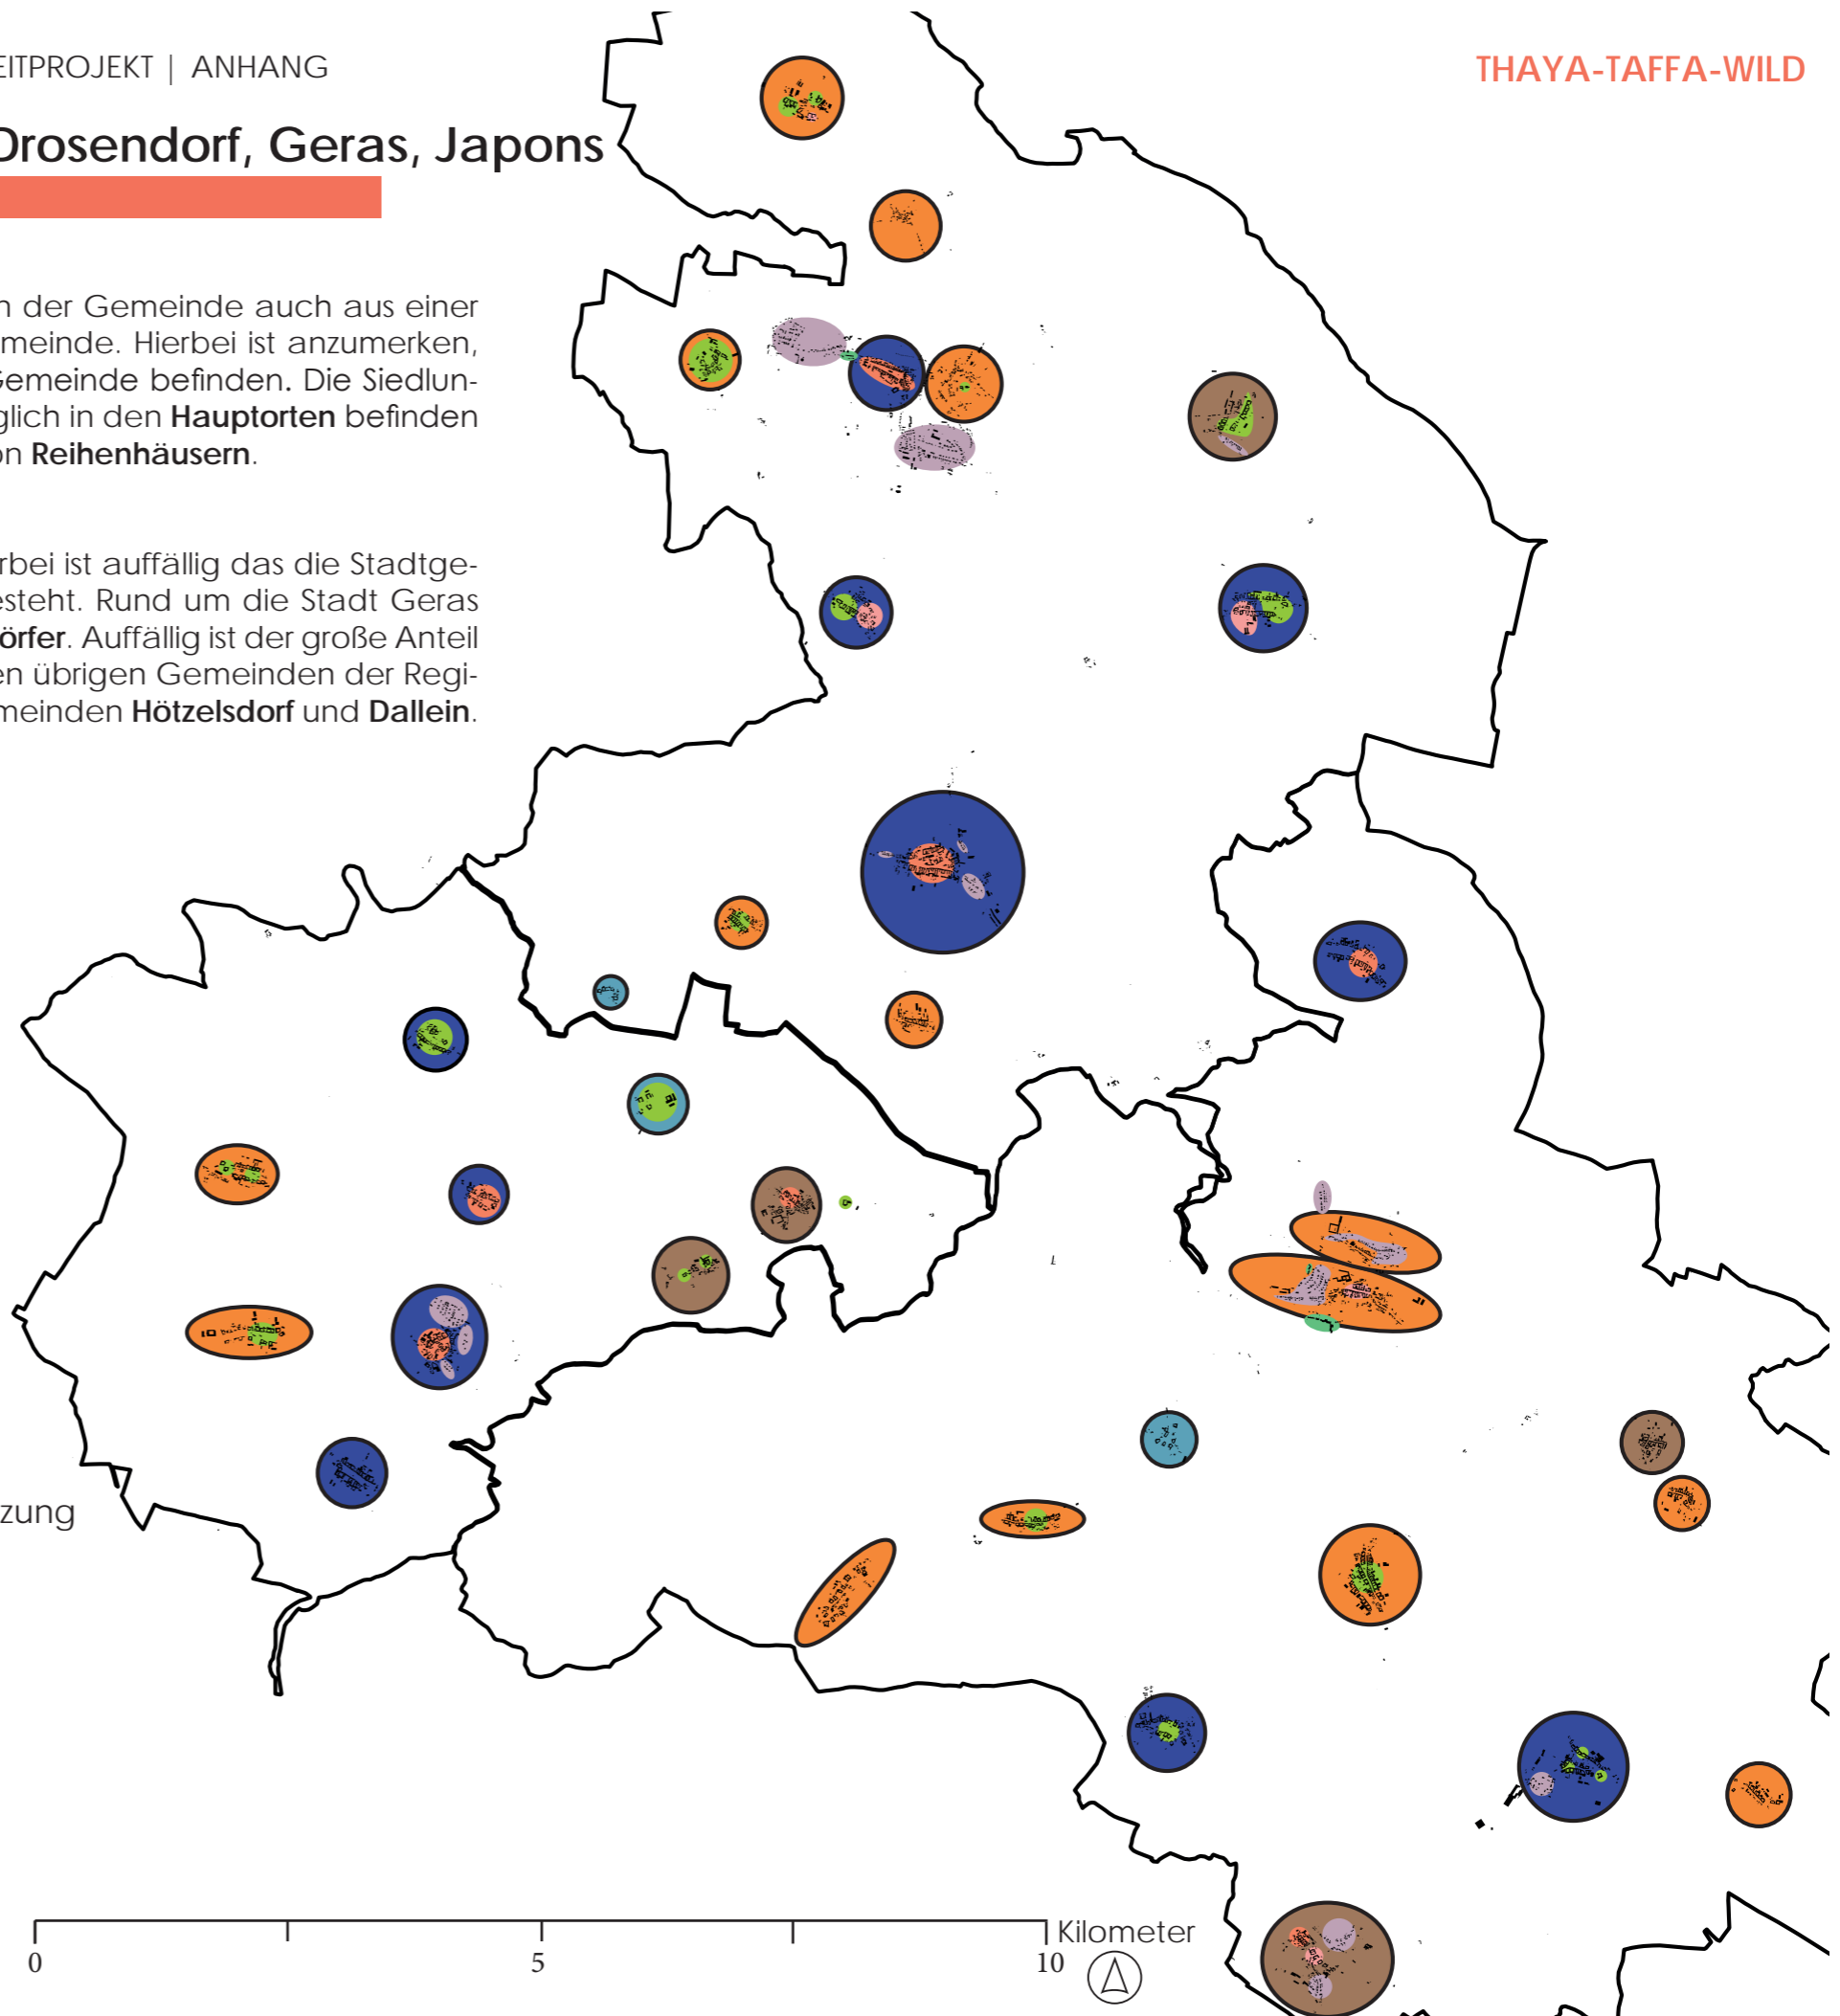 EITPROJEKT | ANHANG
THAYA-TAFFA-WILD
Drosendorf, Geras, Japons
n der Gemeinde auch aus einer
meinde. Hierbei ist anzumerken,
Gemeinde befinden. Die Siedlun-
glich in den Hauptorten befinden
on Reihenhäusern.
rbei ist auffällig das die Stadtge-
esteht. Rund um die Stadt Geras
örfer. Auffällig ist der große Anteil
en übrigen Gemeinden der Regi-
meinden Hötzelsdorf und Dallein.
zung
Kilometer
0 5 10